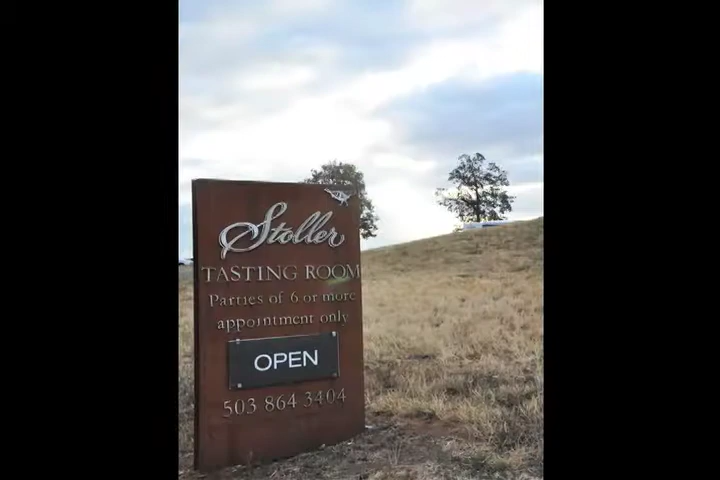 Stoller
TASTING ROOM
Parties of 6 or more
appointment only
OPEN
503 864 3404